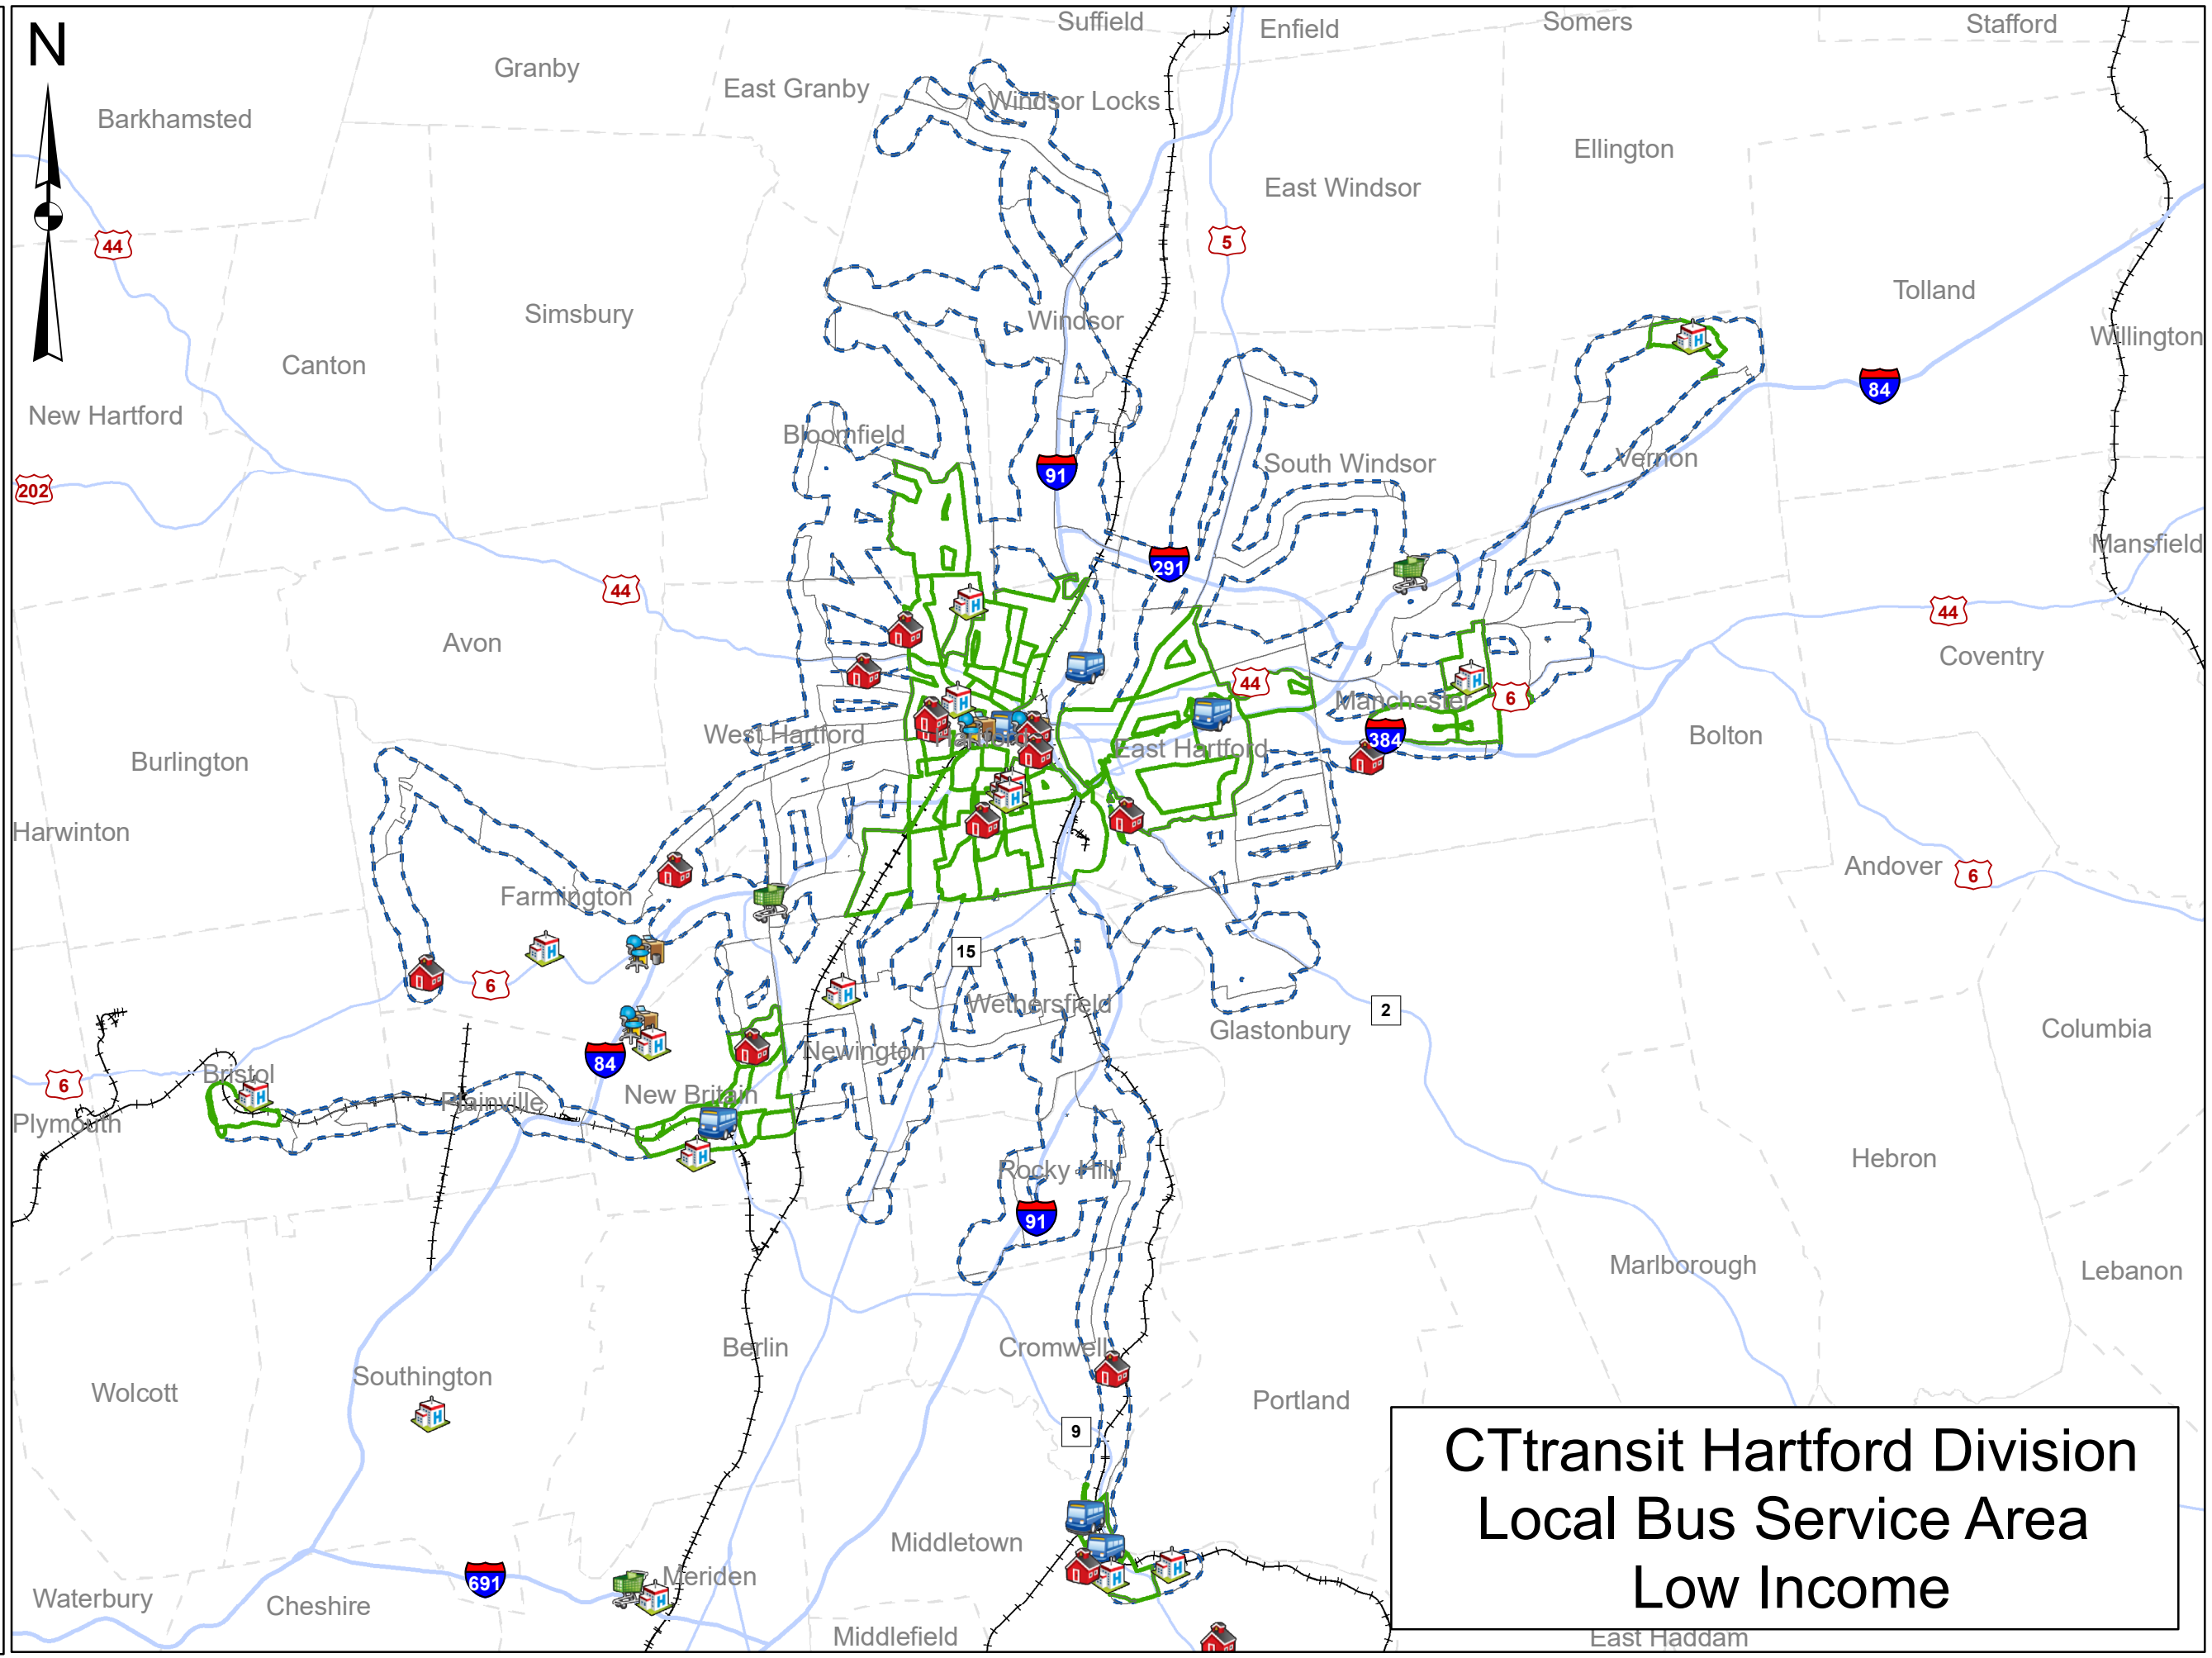 N
Suffield
Enfield
Somers
Stafford
Granby
East Granby
Windsor Locks
Barkhamsted
Ellington
East Windsor
44
5
Tolland
Simsbury
Windsor
Willington
Canton
84
New Hartford
Bloomfield
South Windsor
Vernon
91
202
Mansfield
291
44
44
Avon
Coventry
44
6
Manchester
West Hartford
384
Bolton
East Hartford
Burlington
Harwinton
Andover
6
Farmington
15
6
Wethersfield
2
Glastonbury
Columbia
Newington
84
Bristol
6
New Britain
Plainville
Plymouth
Hebron
Rocky Hill
91
Marlborough
Lebanon
Berlin
Cromwell
Southington
Wolcott
Portland
9
CTtransit Hartford Division
Local Bus Service Area
Low Income
Middletown
691
Meriden
Waterbury
Cheshire
Middlefield
East Haddam